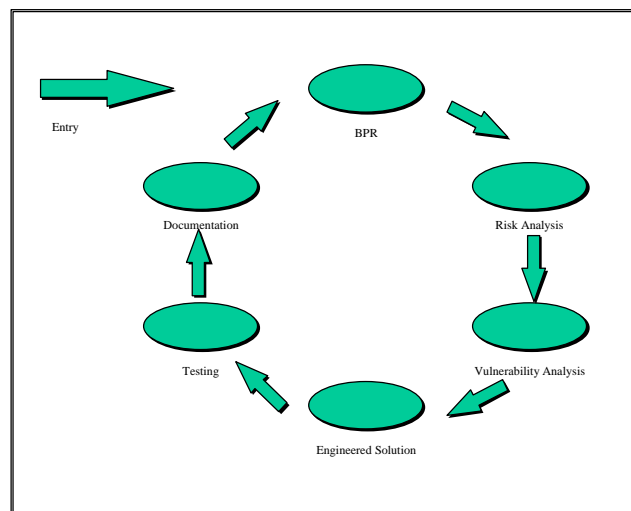 Entry
BPR
Documentation
Risk Analysis
Testing
Vulnerability Analysis
Engineered Solution